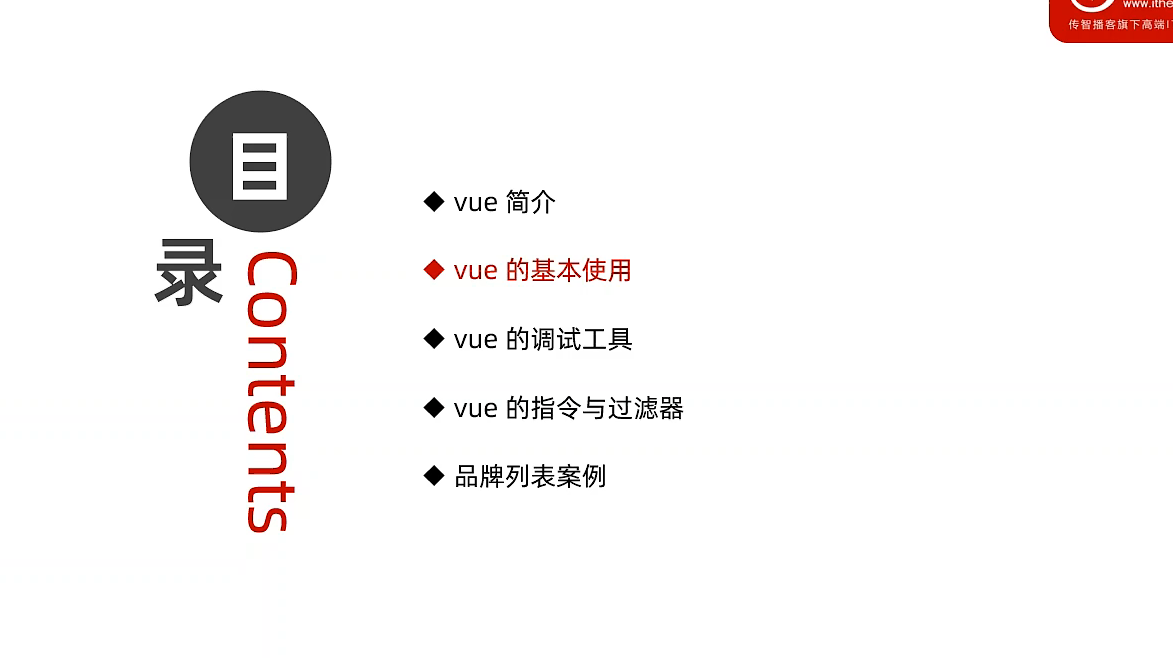 www.ithe
传智播客旗下高端I
目
录
Contents
vue 简介
vue 的基本使用
vue 的调试工具
vue 的指令与过滤器
品牌列表案例